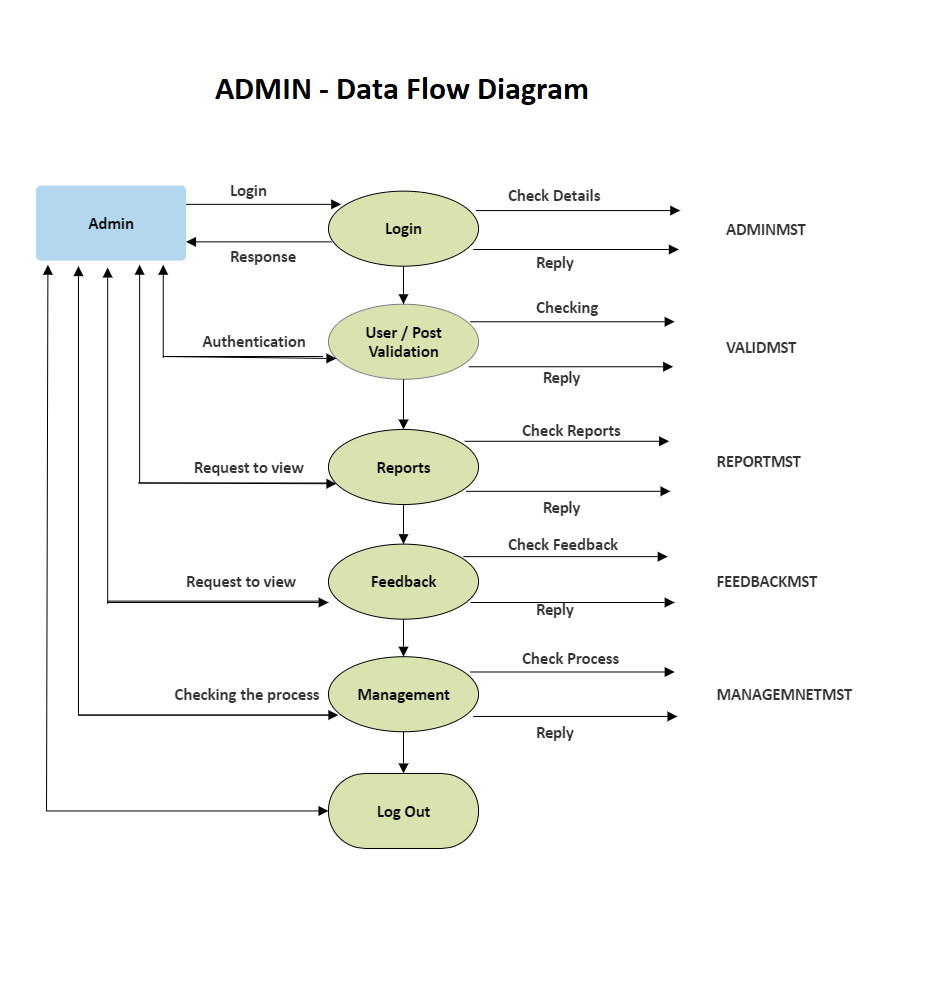 ADMIN - Data Flow Diagram
Login
Check Details
Admin
Login
ADMINMST
Response
Reply
Checking
Authentication
User / Post
Validation
VALIDMST
Reply
Check Reports
Request to view
Reports
REPORTMST
Reply
Check Feedback
Request to view
Feedback
FEEDBACKMST
Reply
Check Process
Checking the process
Management
MANAGEMNETMST
Reply
Log Out